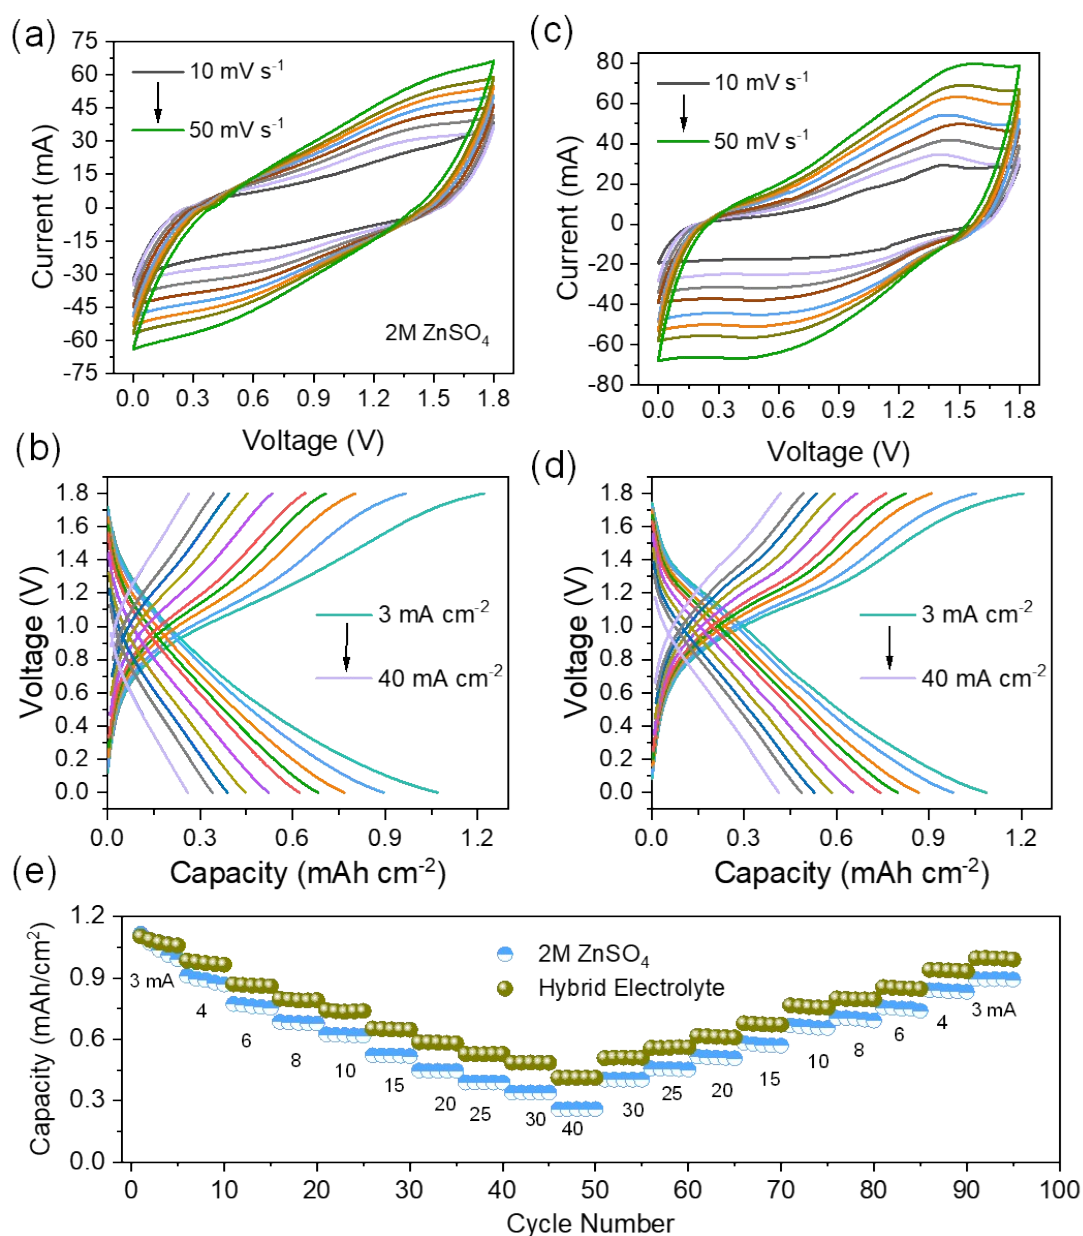 (a)
75
60
45
30
15
0
-15
-30
-45
-60
-75
Current (mA)
10 mV s⁻¹
50 mV s⁻¹
2M ZnSO₄
0.0 0.3 0.6 0.9 1.2 1.5 1.8
Voltage (V)
(c)
80
60
40
20
0
-20
-40
-60
-80
Current (mA)
10 mV s⁻¹
50 mV s⁻¹
0.0 0.3 0.6 0.9 1.2 1.5 1.8
Voltage (V)
(b)
1.8
1.6
1.4
1.2
1.0
0.8
0.6
0.4
0.2
0.0
Voltage (V)
3 mA cm⁻²
40 mA cm⁻²
0.0 0.3 0.6 0.9 1.2
Capacity (mAh cm⁻²)
(d)
1.8
1.6
1.4
1.2
1.0
0.8
0.6
0.4
0.2
0.0
Voltage (V)
3 mA cm⁻²
40 mA cm⁻²
0.0 0.3 0.6 0.9 1.2
Capacity (mAh cm⁻²)
(e)
1.2
0.9
0.6
0.3
0.0
Capacity (mAh/cm²)
2M ZnSO₄
Hybrid Electrolyte
3 mA
4
6
8
10
15
20
25
30
40
30
25
20
15
10
8
6
4
3 mA
0 10 20 30 40 50 60 70 80 90 100
Cycle Number